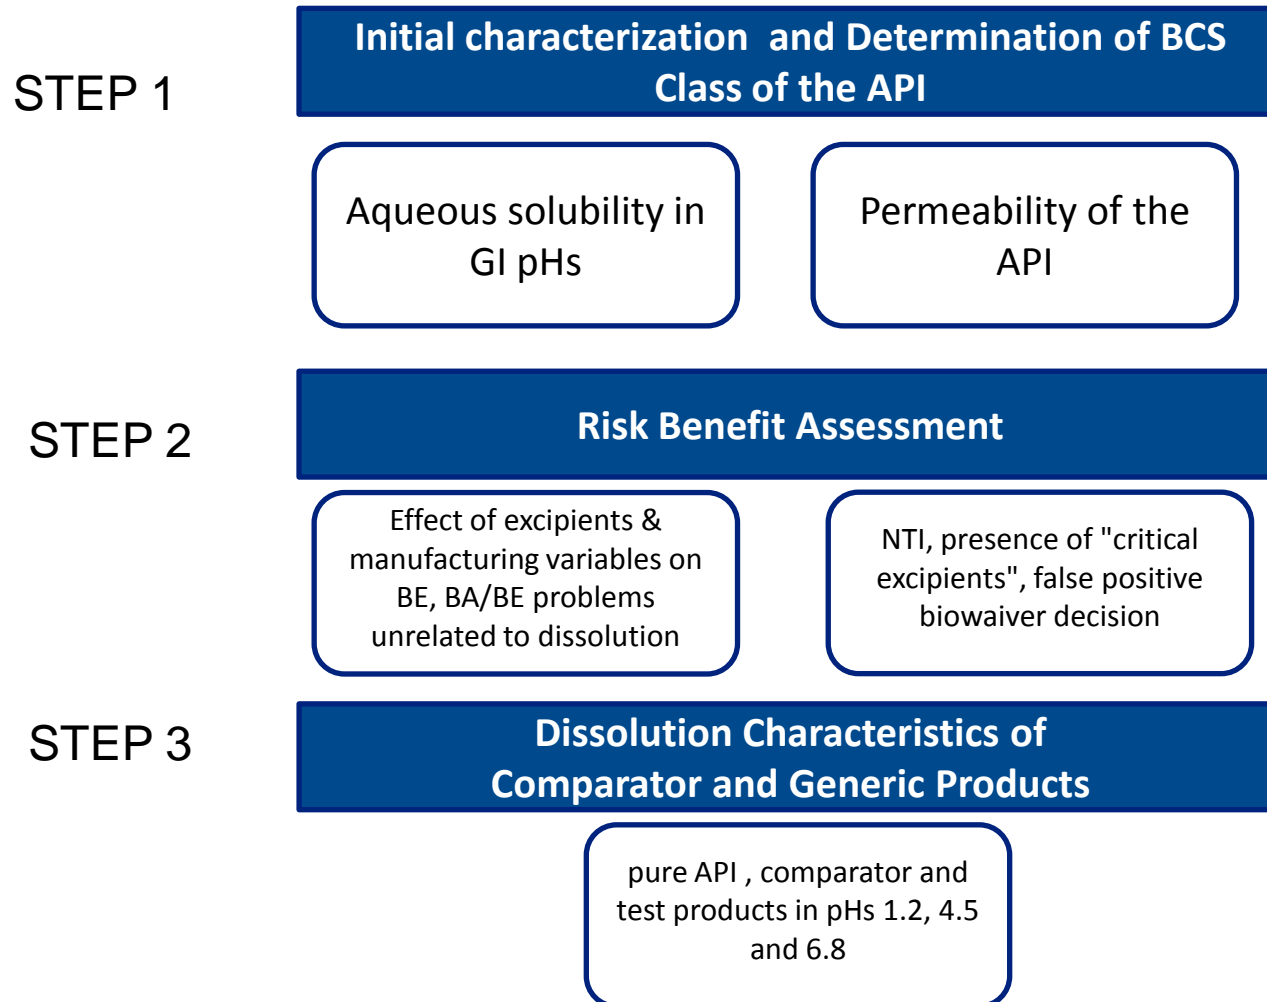 STEP 1
Initial characterization  and Determination of BCS
Class of the API
Aqueous solubility in
GI pHs
Permeability of the
API
STEP 2
Risk Benefit Assessment
Effect of excipients &
manufacturing variables on
BE, BA/BE problems
unrelated to dissolution
NTI, presence of "critical
excipients", false positive
biowaiver decision
STEP 3
Dissolution Characteristics of
Comparator and Generic Products
pure API , comparator and
test products in pHs 1.2, 4.5
and 6.8